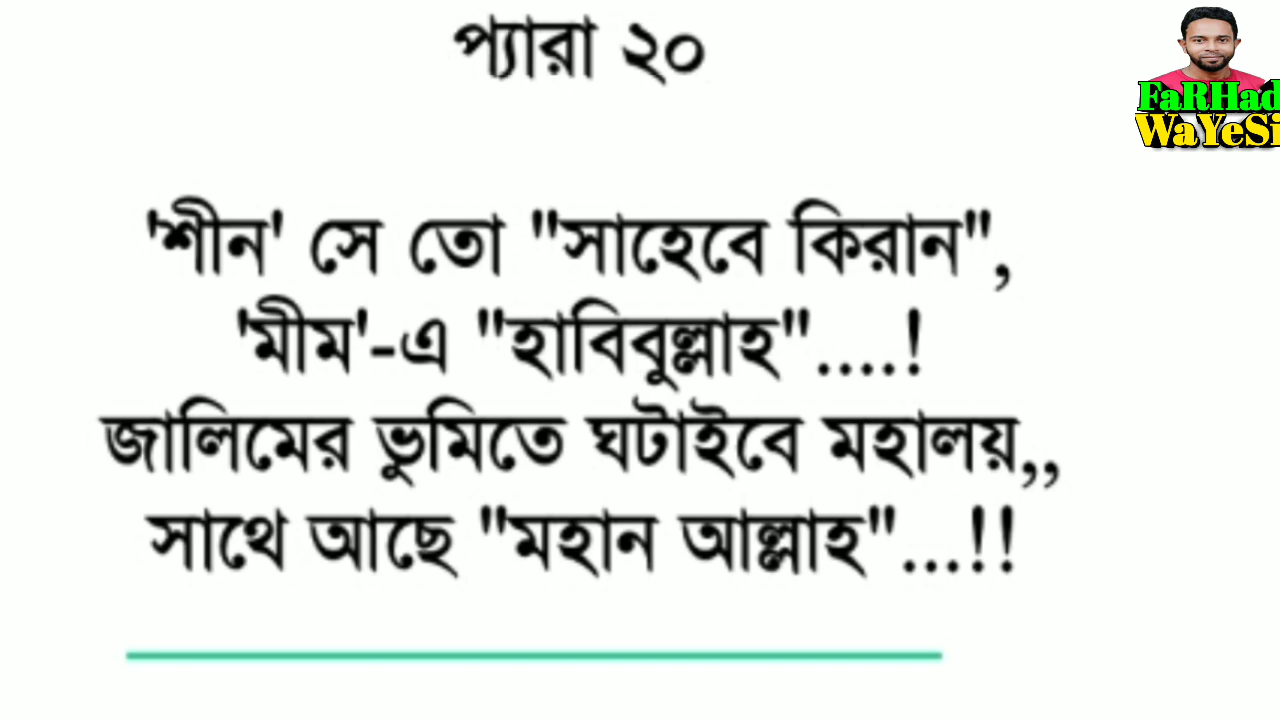 প্যারা ২০
FaRHad
WaYeSi
'শীন' সে তো "সাহেবে কিরান",
'মীম'-এ "হাবিবুল্লাহ"....!
জালিমের ভুমিতে ঘটাইবে মহালয়,,
সাথে আছে "মহান আল্লাহ"...!!